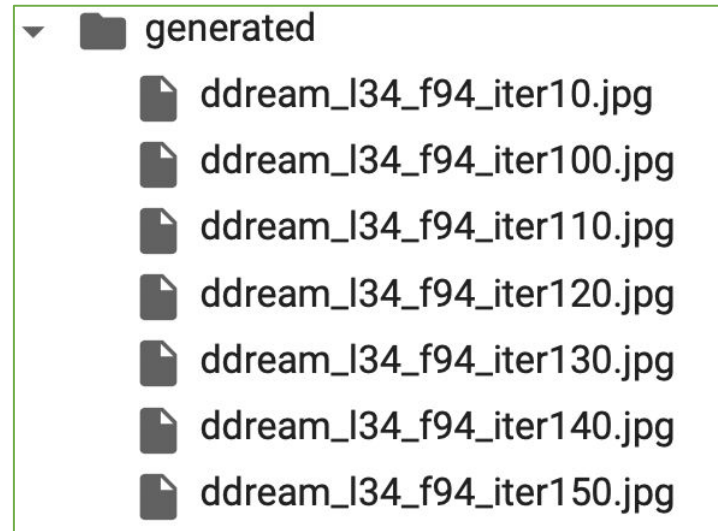 generated
ddream_l34_f94_iter10.jpg
ddream_l34_f94_iter100.jpg
ddream_l34_f94_iter110.jpg
ddream_l34_f94_iter120.jpg
ddream_l34_f94_iter130.jpg
ddream_l34_f94_iter140.jpg
ddream_l34_f94_iter150.jpg